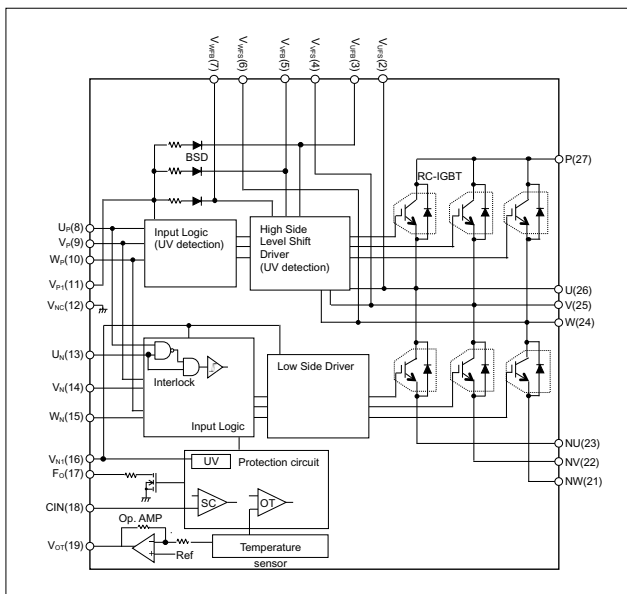 VWFB(7)
VWFS(6)
VVFB(5)
VVFS(4)
VUFB(3)
VUFS(2)
BSD
RC-IGBT
P(27)
UP(8)
VP(9)
WP(10)
VP1(11)
VNC(12)
Input Logic
(UV detection)
High Side
Level Shift
Driver
(UV detection)
U(26)
V(25)
W(24)
UN(13)
VN(14)
WN(15)
Interlock
Input Logic
Low Side Driver
NU(23)
NV(22)
NW(21)
VN1(16)
FO(17)
CIN(18)
VOT(19)
UV
Protection circuit
SC
OT
Op. AMP
Ref
Temperature
sensor